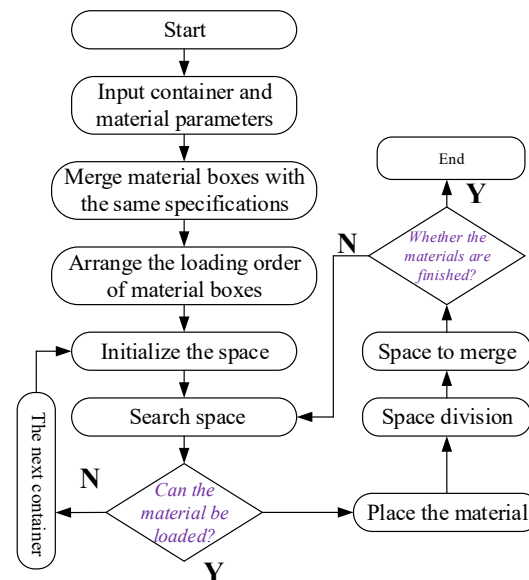 Start
Input container and
material parameters
Merge material boxes with
the same specifications
Arrange the loading order
of material boxes
Initialize the space
Search space
The next container
N
Can the
material be
loaded?
Y
Place the material
Space division
Space to merge
Whether the
materials are
finished?
N
Y
End